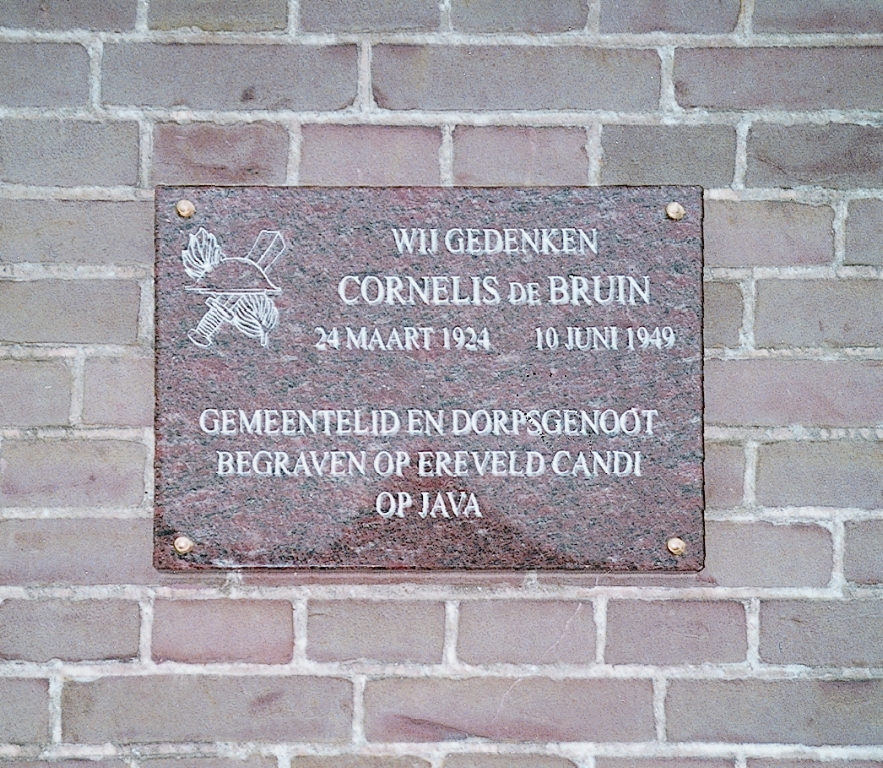 WIJ GEDENKEN
CORNELIS DE BRUIN
24 MAART 1924 10 JUNI 1949
GEMEENTELID EN DORPSGENOOT
BEGRAVEN OP EREVELD CANDI
OP JAVA